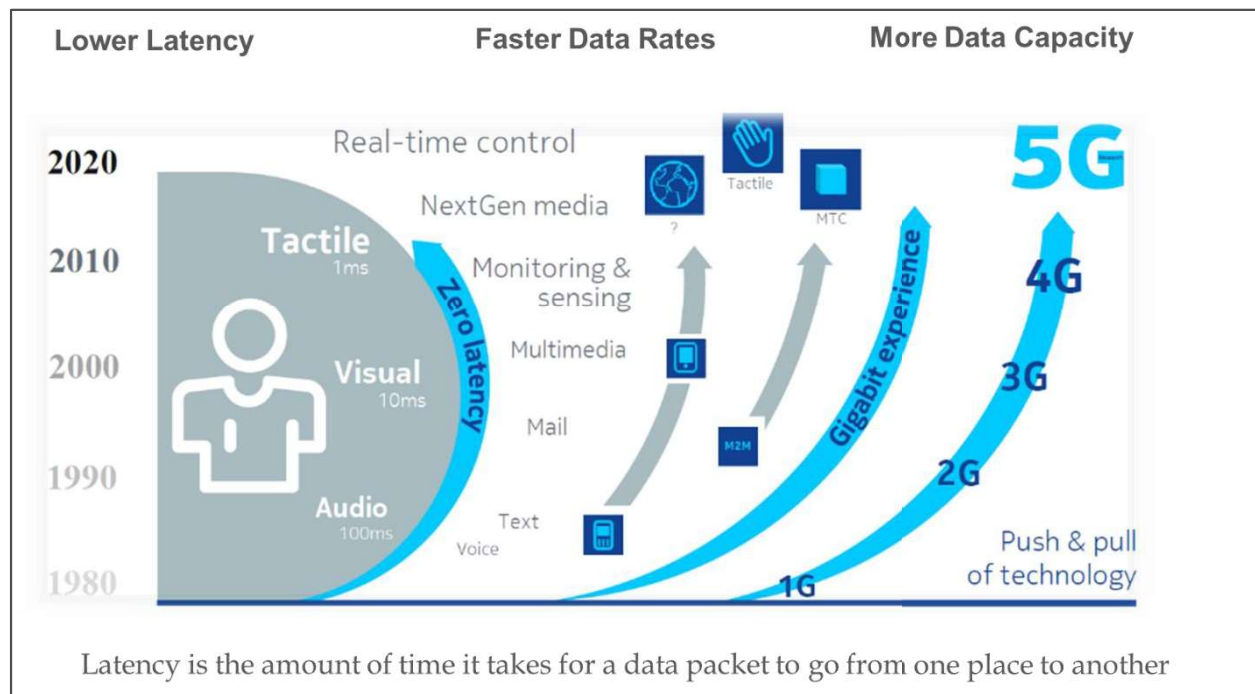 Lower Latency
Faster Data Rates
More Data Capacity
2020
2010
2000
1990
1980
Tactile
1ms
Visual
10ms
Audio
100ms
Zero latency
Real-time control
NextGen media
Monitoring &
sensing
Multimedia
Mail
Text
Voice
?
Tactile
MTC
M2M
Gigabit experience
5G
4G
3G
2G
1G
Push & pull
of technology
Latency is the amount of time it takes for a data packet to go from one place to another